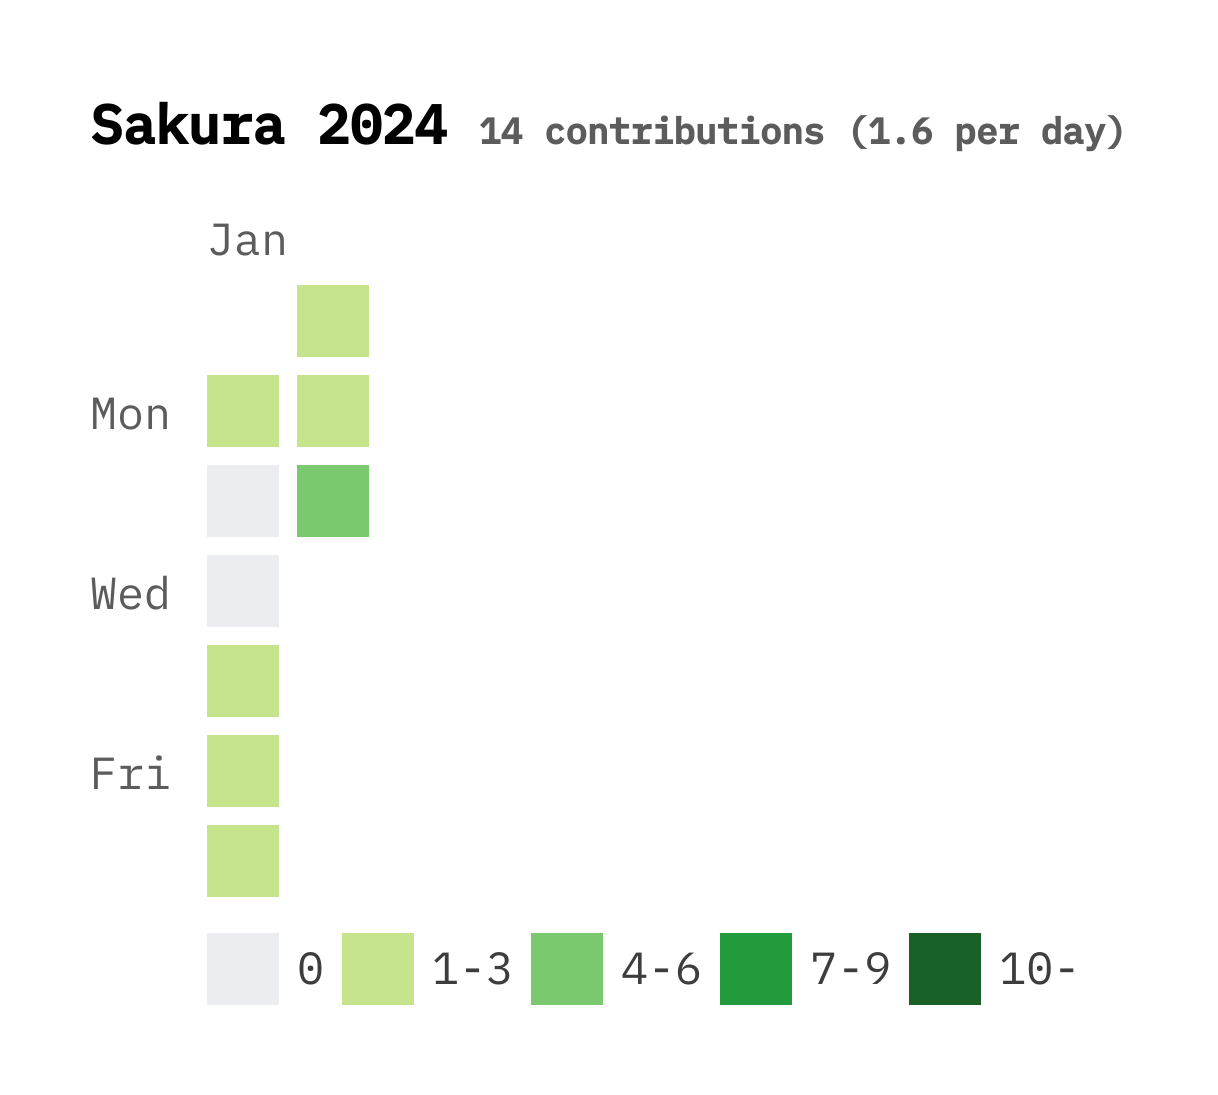 Sakura 2024 14 contributions (1.6 per day)
Jan
Mon
Wed
Fri
0 1-3 4-6 7-9 10-